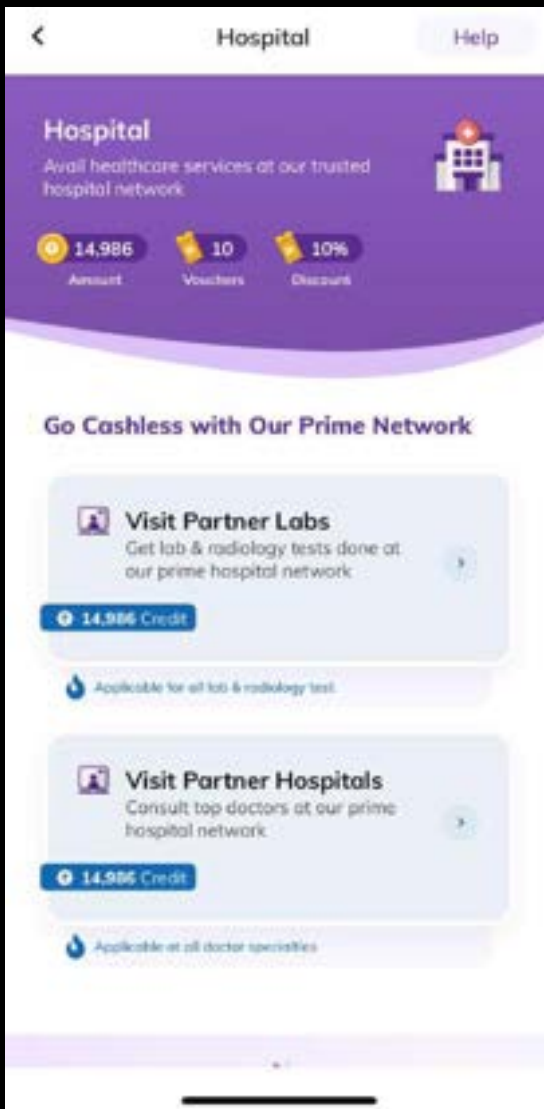 Hospital
Help
Hospital
Avail healthcare services at our trusted
hospital network
14,986
10
10%
Amount
Vouchers
Discount
Go Cashless with Our Prime Network
Visit Partner Labs
Get lab & radiology tests done at
our prime hospital network
14,986 Credit
Applicable for all lab & radiology test
Visit Partner Hospitals
Consult top doctors at our prime
hospital network
14,986 Credit
Applicable at all doctor specialties